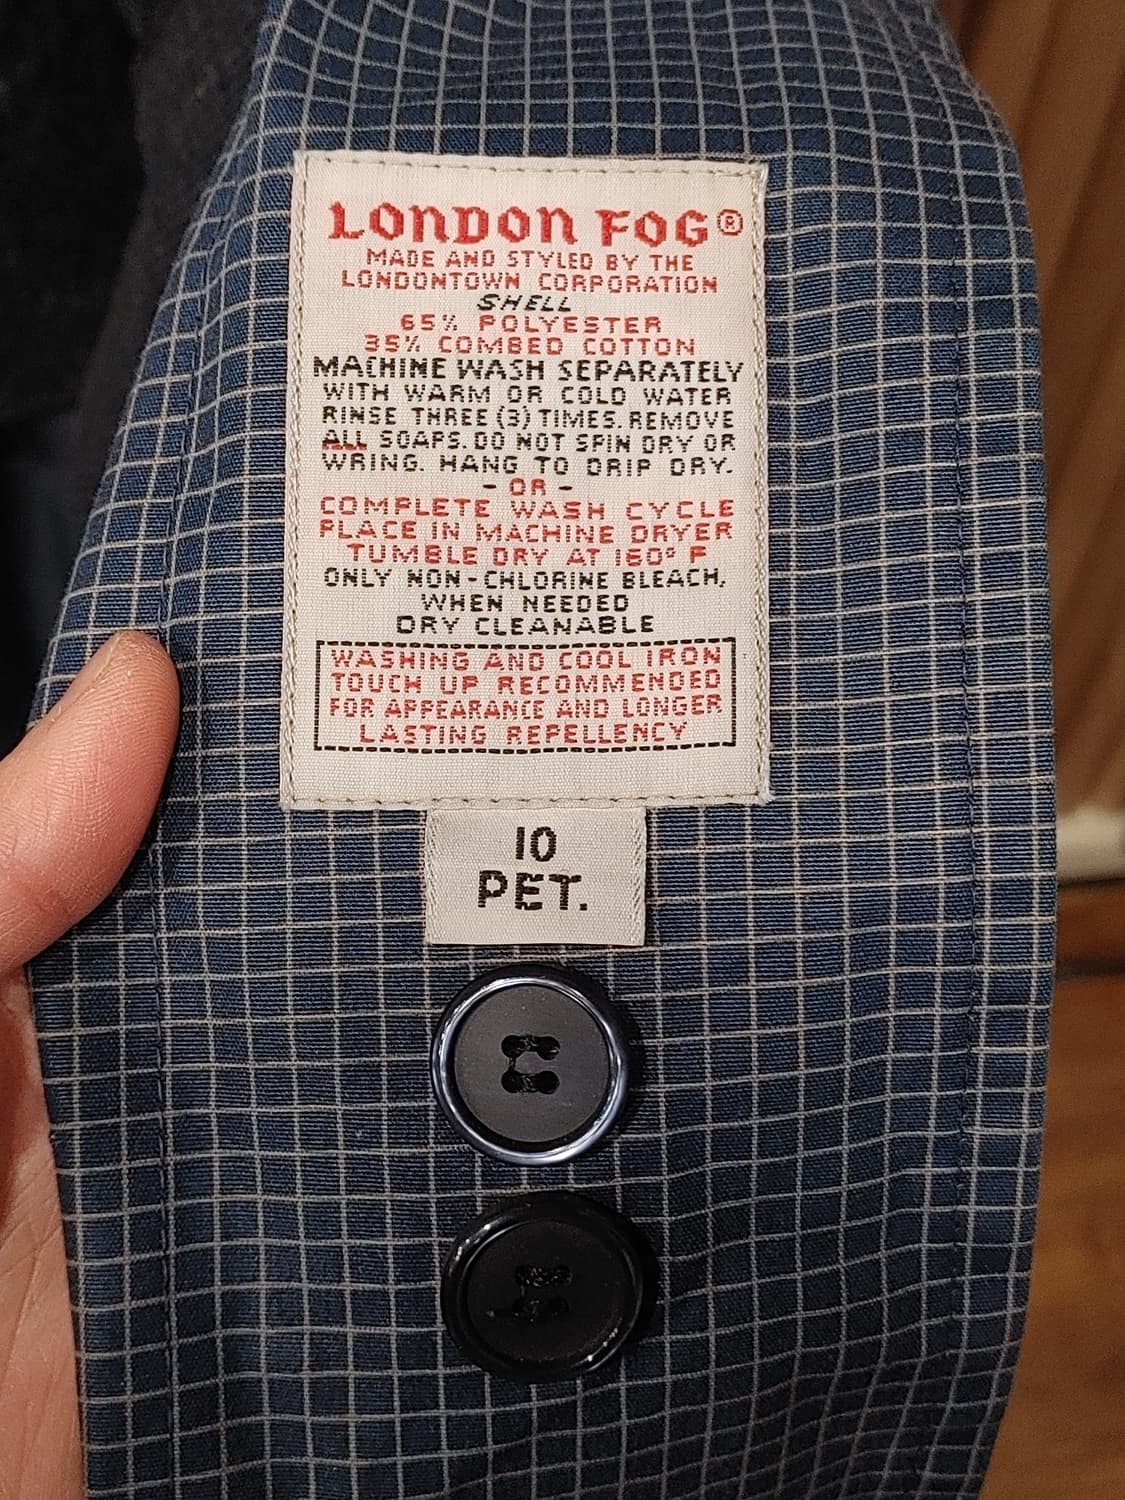 LONDON FOG®
MADE AND STYLED BY THE
LONDONTOWN CORPORATION
SHELL
65% POLYESTER
35% COMBED COTTON
MACHINE WASH SEPARATELY
WITH WARM OR COLD WATER
RINSE THREE (3) TIMES. REMOVE
ALL SOAPS. DO NOT SPIN DRY OR
WRING. HANG TO DRIP DRY.
- OR -
COMPLETE WASH CYCLE
PLACE IN MACHINE DRYER
TUMBLE DRY AT 160° F
ONLY NON-CHLORINE BLEACH,
WHEN NEEDED
DRY CLEANABLE
WASHING AND COOL IRON
TOUCH UP RECOMMENDED
FOR APPEARANCE AND LONGER
LASTING REPELLENCY
10
PET.